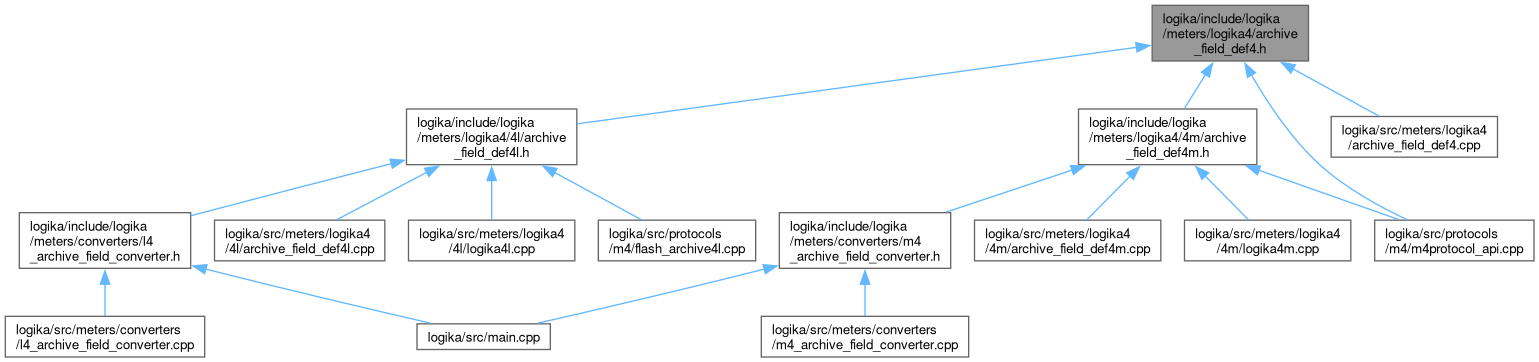 logika/include/logika
/meters/logika4/archive
_field_def4.h
logika/include/logika
/meters/logika4/4l/archive
_field_def4l.h
logika/include/logika
/meters/logika4/4m/archive
_field_def4m.h
logika/src/meters/logika4
/archive_field_def4.cpp
logika/include/logika
/meters/converters/l4
_archive_field_converter.h
logika/src/meters/logika4
/4l/archive_field_def4l.cpp
logika/src/meters/logika4
/4l/logika4l.cpp
logika/src/protocols
/m4/flash_archive4l.cpp
logika/include/logika
/meters/converters/m4
_archive_field_converter.h
logika/src/meters/logika4
/4m/archive_field_def4m.cpp
logika/src/meters/logika4
/4m/logika4m.cpp
logika/src/protocols
/m4/m4protocol_api.cpp
logika/src/meters/converters
/l4_archive_field_converter.cpp
logika/src/main.cpp
logika/src/meters/converters
/m4_archive_field_converter.cpp